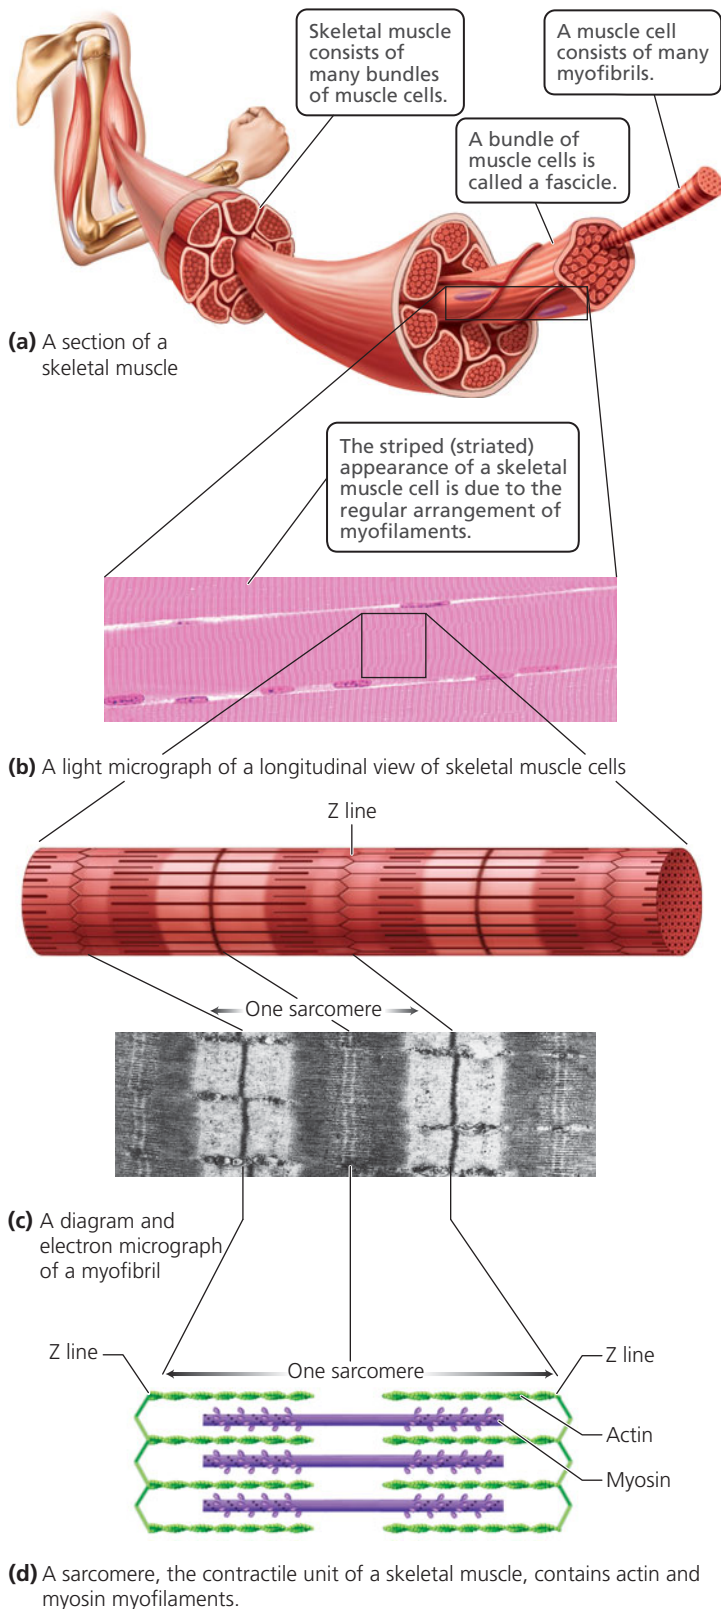 Skeletal muscle
consists of
many bundles
of muscle cells.
A muscle cell
consists of many
myofibrils.
A bundle of
muscle cells is
called a fascicle.
(a) A section of a
skeletal muscle
The striped (striated)
appearance of a skeletal
muscle cell is due to the
regular arrangement of
myofilaments.
(b) A light micrograph of a longitudinal view of skeletal muscle cells
Z line
One sarcomere
(c) A diagram and
electron micrograph
of a myofibril
Z line
One sarcomere
Z line
Actin
Myosin
(d) A sarcomere, the contractile unit of a skeletal muscle, contains actin and
myosin myofilaments.